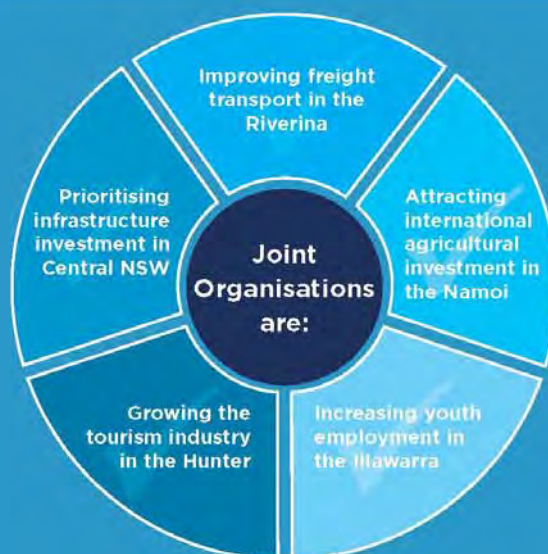 Joint
Organisations
are:
Improving freight
transport in the
Riverina
Attracting
international
agricultural
investment in
the Namoi
Increasing youth
employment in
the Illawarra
Growing the
tourism industry
in the Hunter
Prioritising
infrastructure
investment in
Central NSW